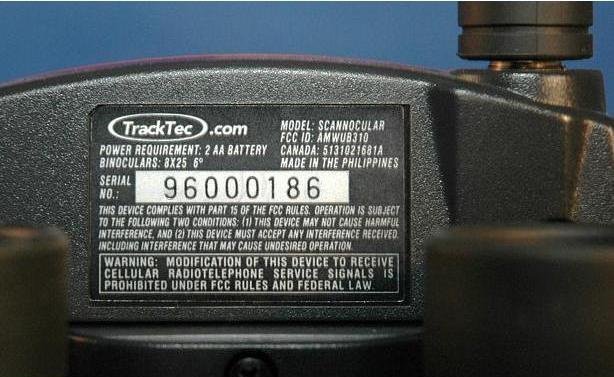 TrackTec.com
MODEL: SCANNOCULAR
FCC ID: AMWUB310
POWER REQUIREMENT: 2 AA BATTERY
CANADA: 5131021681A
BINOCULARS: 8X25 6°
MADE IN THE PHILIPPINES
SERIAL NO.: 96000186
THIS DEVICE COMPLIES WITH PART 15 OF THE FCC RULES. OPERATION IS SUBJECT
TO THE FOLLOWING TWO CONDITIONS: (1) THIS DEVICE MAY NOT CAUSE HARMFUL
INTERFERENCE, AND (2) THIS DEVICE MUST ACCEPT ANY INTERFERENCE RECEIVED.
INCLUDING INTERFERENCE THAT MAY CAUSE UNDESIRED OPERATION.
WARNING: MODIFICATION OF THIS DEVICE TO RECEIVE
CELLULAR RADIOTELEPHONE SERVICE SIGNALS IS
PROHIBITED UNDER FCC RULES AND FEDERAL LAW.